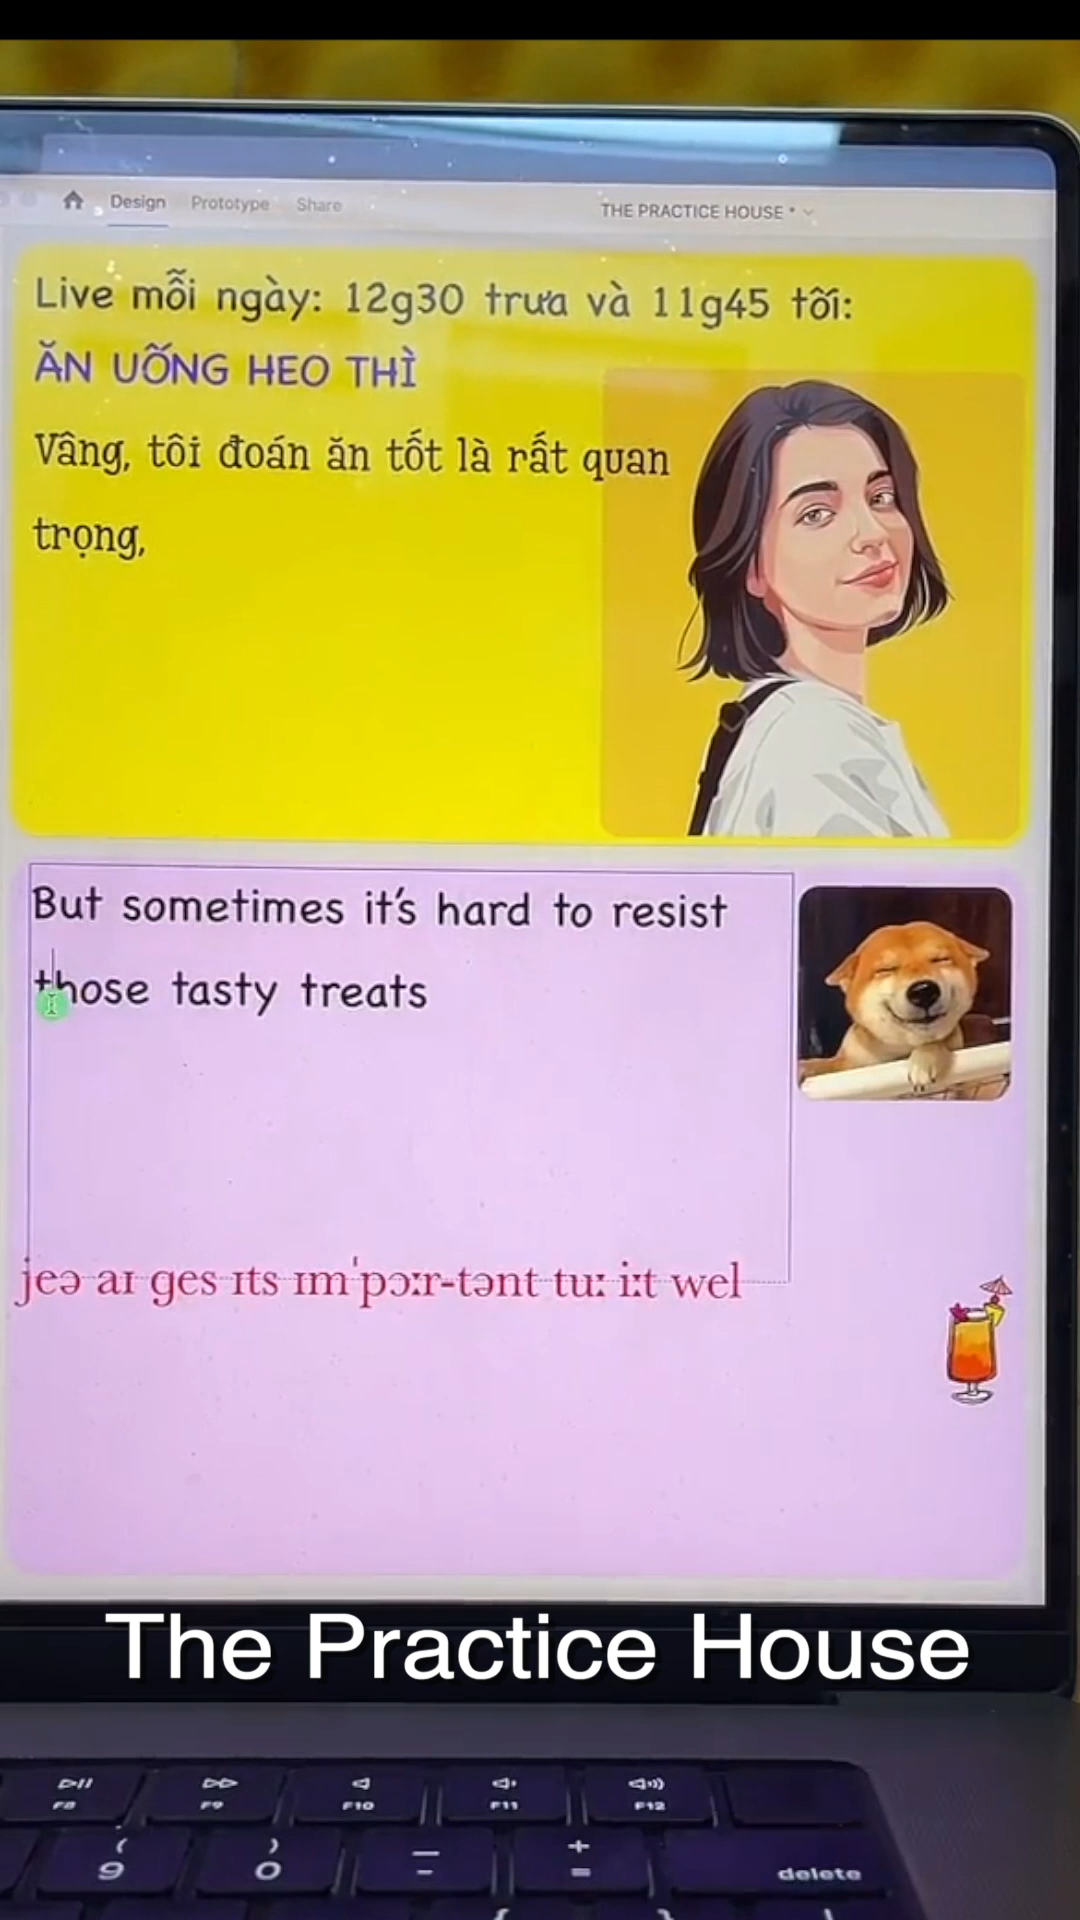 Design Prototype Share
THE PRACTICE HOUSE *
Live mỗi ngày: 12g30 trưa và 11g45 tối:
ĂN UỐNG HEO THÌ
Vâng, tôi đoán ăn tốt là rất quan
trọng,
But sometimes it's hard to resist
those tasty treats
jeə aɪ ges ɪts ɪmˈpɔːr-tənt tuː iːt wel
The Practice House
F8 F9 F10 F11 F12
( ) — +
9 0 - =
delete